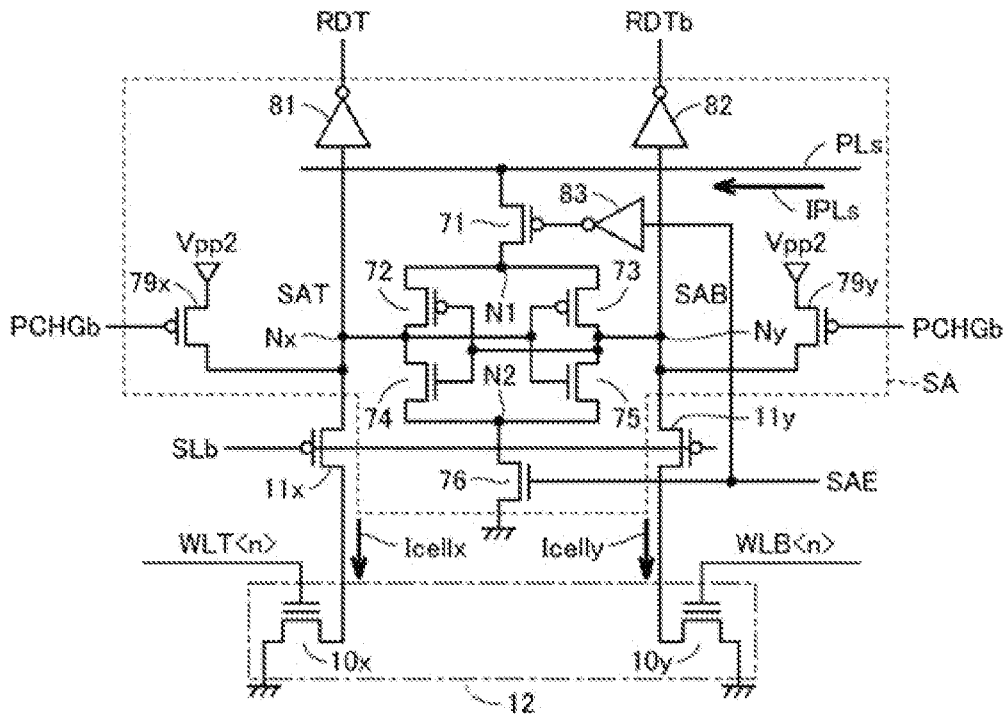 RDT RDTb
81 82
PLs
83
IPLs
71
Vpp2 Vpp2
79x 72 73 79y
SAT N1 SAB
PCHGb PCHGb
Nx Ny
N2
74 75 SA
11y
SLb
11x 76 SAE
WLT<n> Icellx Icelly WLB<n>
10x 10y
12